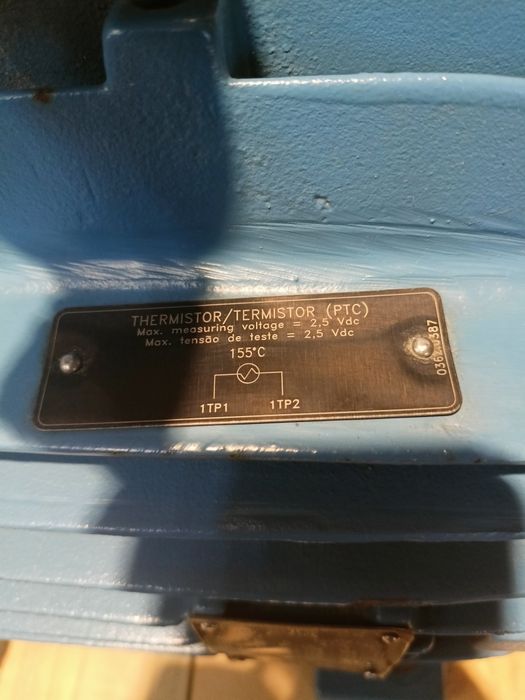 THERMISTOR/TERMISTOR (PTC)
Max. measuring voltage = 2,5 Vdc
Max. tensão de teste = 2,5 Vdc
155°C
1TP1 1TP2